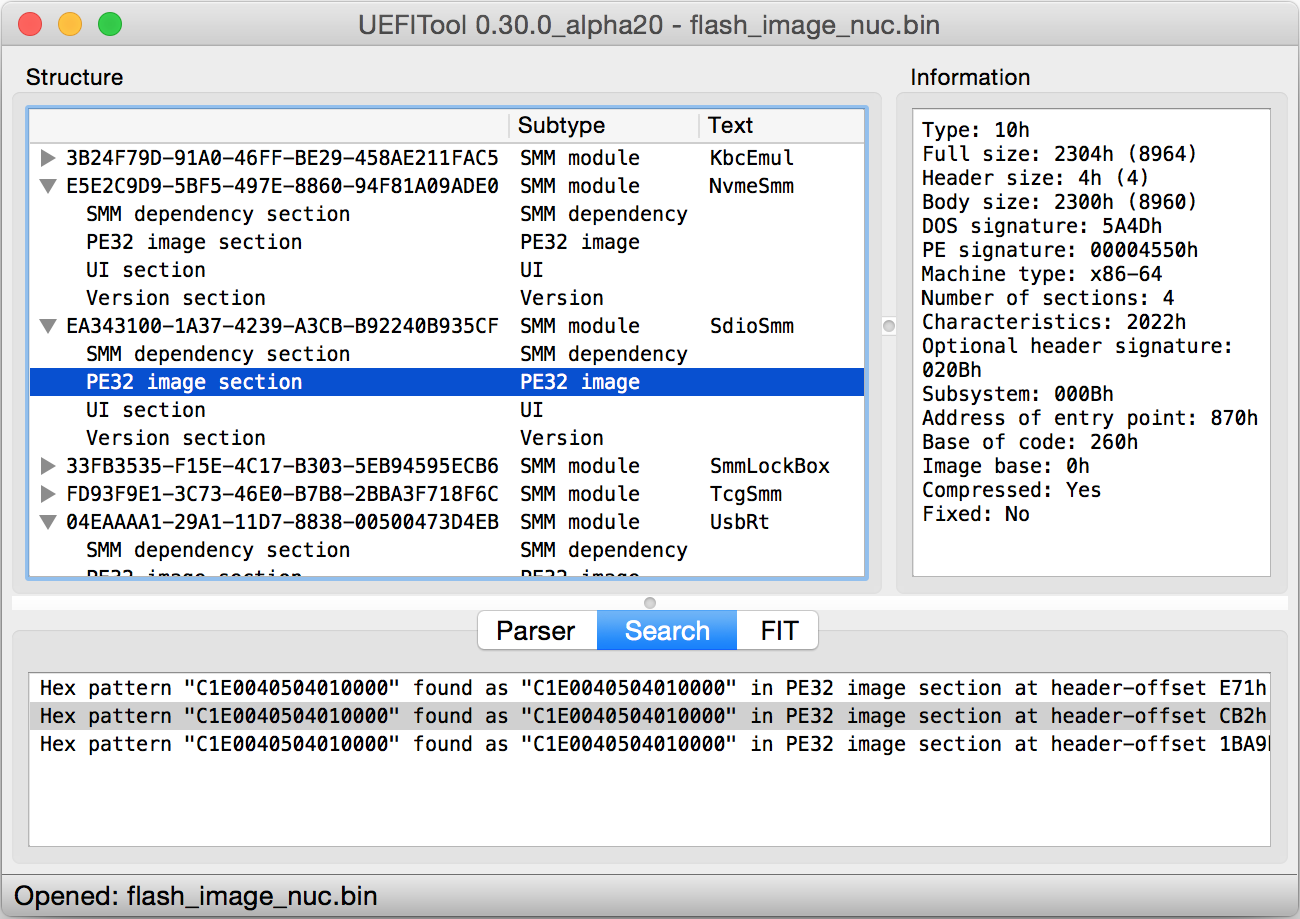 UEFITool 0.30.0_alpha20 - flash_image_nuc.bin
Structure
Subtype Text
3B24F79D-91A0-46FF-BE29-458AE211FAC5 SMM module KbcEmul
E5E2C9D9-5BF5-497E-8860-94F81A09ADE0 SMM module NvmeSmm
SMM dependency section SMM dependency
PE32 image section PE32 image
UI section UI
Version section Version
EA343100-1A37-4239-A3CB-B92240B935CF SMM module SdioSmm
SMM dependency section SMM dependency
PE32 image section PE32 image
UI section UI
Version section Version
33FB3535-F15E-4C17-B303-5EB94595ECB6 SMM module SmmLockBox
FD93F9E1-3C73-46E0-B7B8-2BBA3F718F6C SMM module TcgSmm
04EAAAA1-29A1-11D7-8838-00500473D4EB SMM module UsbRt
SMM dependency section SMM dependency
PE32 image section PE32 image
Information
Type: 10h
Full size: 2304h (8964)
Header size: 4h (4)
Body size: 2300h (8960)
DOS signature: 5A4Dh
PE signature: 00004550h
Machine type: x86-64
Number of sections: 4
Characteristics: 2022h
Optional header signature:
020Bh
Subsystem: 000Bh
Address of entry point: 870h
Base of code: 260h
Image base: 0h
Compressed: Yes
Fixed: No
Parser Search FIT
Hex pattern "C1E0040504010000" found as "C1E0040504010000" in PE32 image section at header-offset E71h
Hex pattern "C1E0040504010000" found as "C1E0040504010000" in PE32 image section at header-offset CB2h
Hex pattern "C1E0040504010000" found as "C1E0040504010000" in PE32 image section at header-offset 1BA9h
Opened: flash_image_nuc.bin